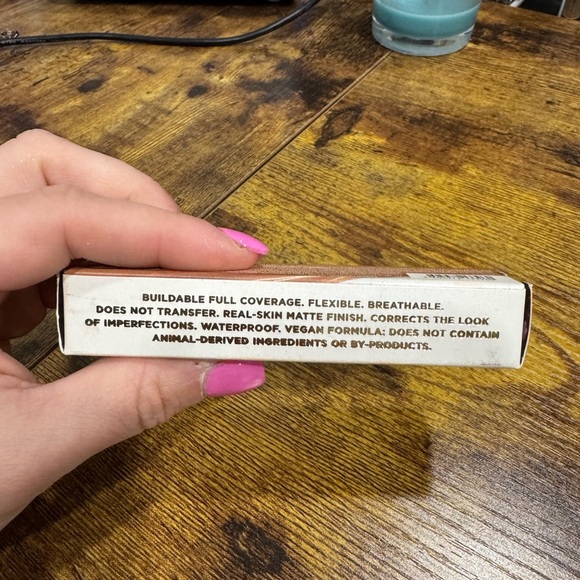 BUILDABLE FULL COVERAGE. FLEXIBLE. BREATHABLE.
DOES NOT TRANSFER. REAL-SKIN MATTE FINISH. CORRECTS THE LOOK
OF IMPERFECTIONS. WATERPROOF. VEGAN FORMULA: DOES NOT CONTAIN
ANIMAL-DERIVED INGREDIENTS OR BY-PRODUCTS.